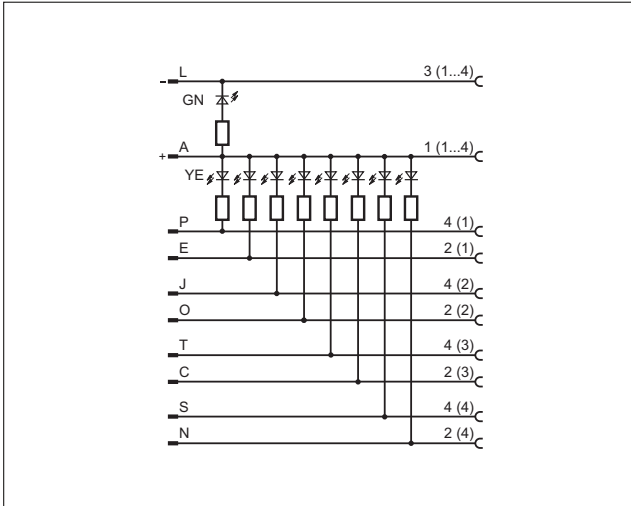 - L 3 (1...4)
GN
+ A 1 (1...4)
YE
P 4 (1)
E 2 (1)
J 4 (2)
O 2 (2)
T 4 (3)
C 2 (3)
S 4 (4)
N 2 (4)